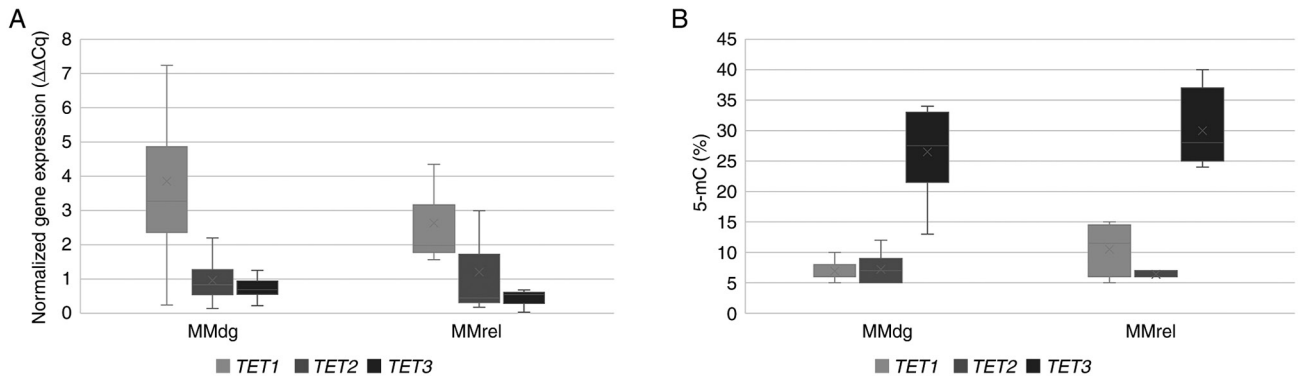 A
Normalized gene expression (ΔΔCq)
8
7
6
5
4
3
2
1
0
MMdg
MMrel
TET1 TET2 TET3
B
5-mC (%)
45
40
35
30
25
20
15
10
5
0
MMdg
MMrel
TET1 TET2 TET3